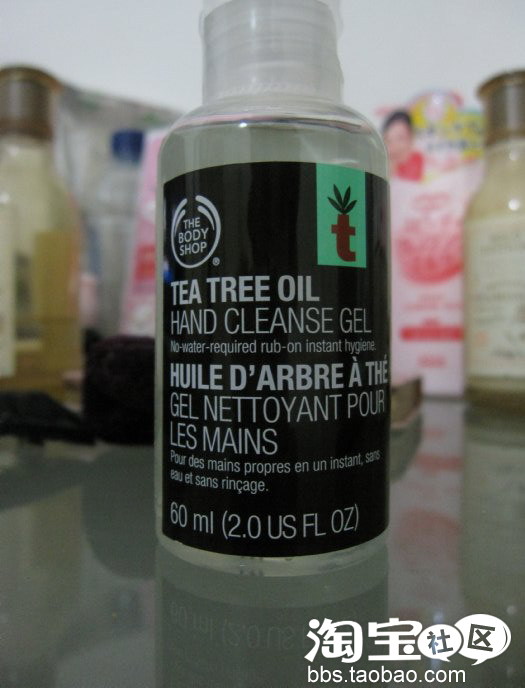 THE
BODY
SHOP
®
t
TEA TREE OIL
HAND CLEANSE GEL
No-water-required rub-on instant hygiene.
HUILE D'ARBRE À THÉ
GEL NETTOYANT POUR
LES MAINS
Pour des mains propres en un instant, sans
eau et sans rinçage.
60 ml (2.0 US FL OZ)
淘宝社区
bbs.taobao.com